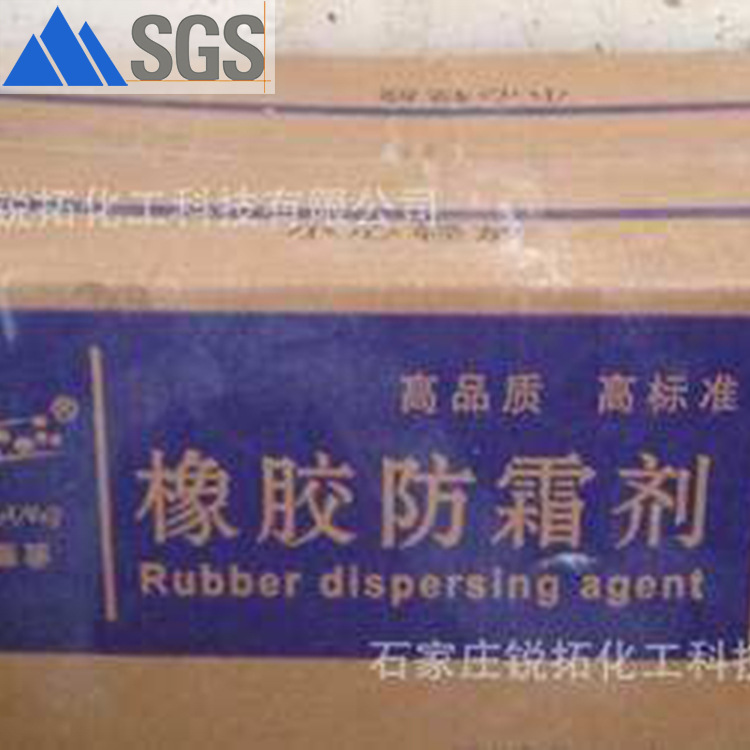 SGS
锐拓化工科技有限公司
高品质 高标准
®
橡胶防霜剂
Rubber dispersing agent
石家庄锐拓化工科技